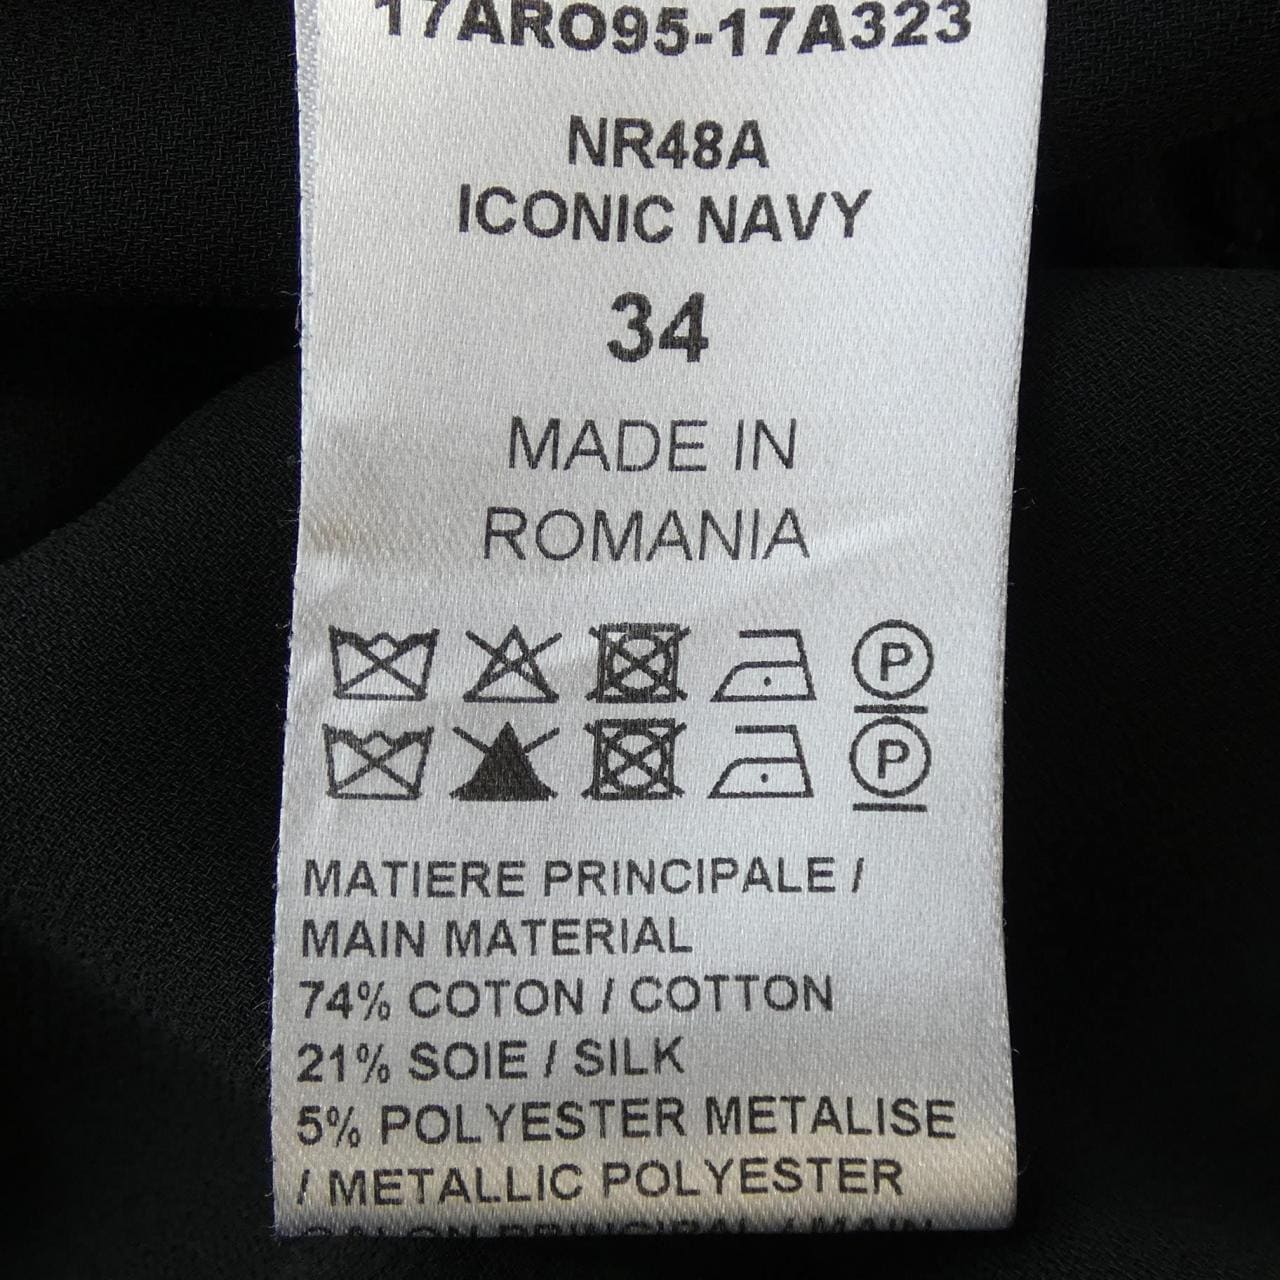 17ARO95-17A323
NR48A
ICONIC NAVY
34
MADE IN
ROMANIA
P
P
MATIERE PRINCIPALE /
MAIN MATERIAL
74% COTON / COTTON
21% SOIE / SILK
5% POLYESTER METALISE
/ METALLIC POLYESTER